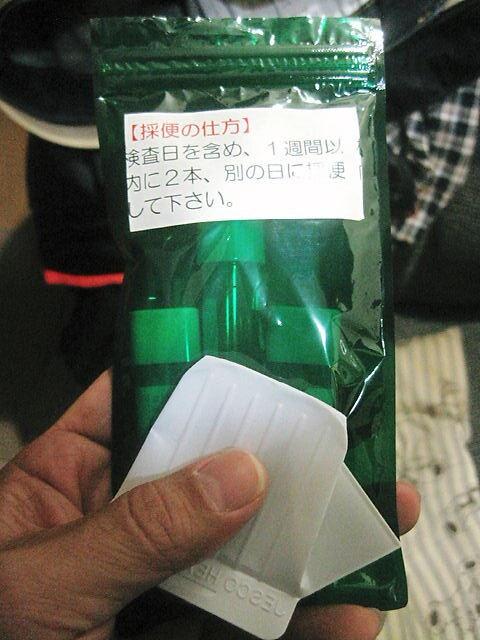 【採便の仕方】
検査日を含め、1週間以
内に2本、別の日に採便
して下さい。